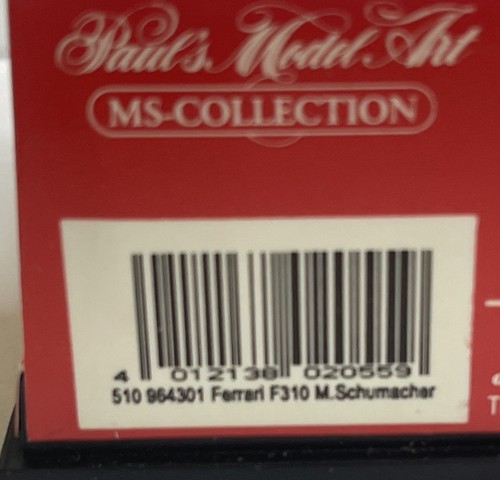 Paul's Model Art
MS-COLLECTION
4 012138 020559
510 964301 Ferrari F310 M.Schumacher